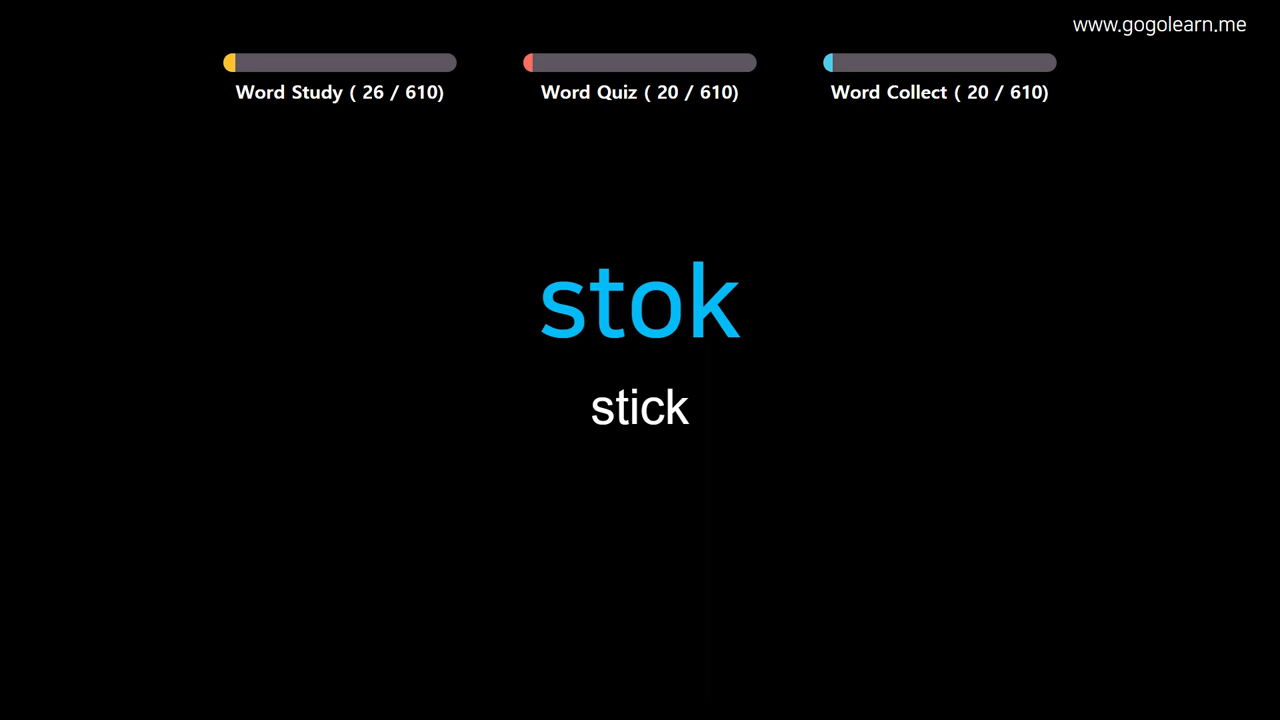 www.gogolearn.me
Word Study ( 26 / 610)
Word Quiz ( 20 / 610)
Word Collect ( 20 / 610)
stok
stick